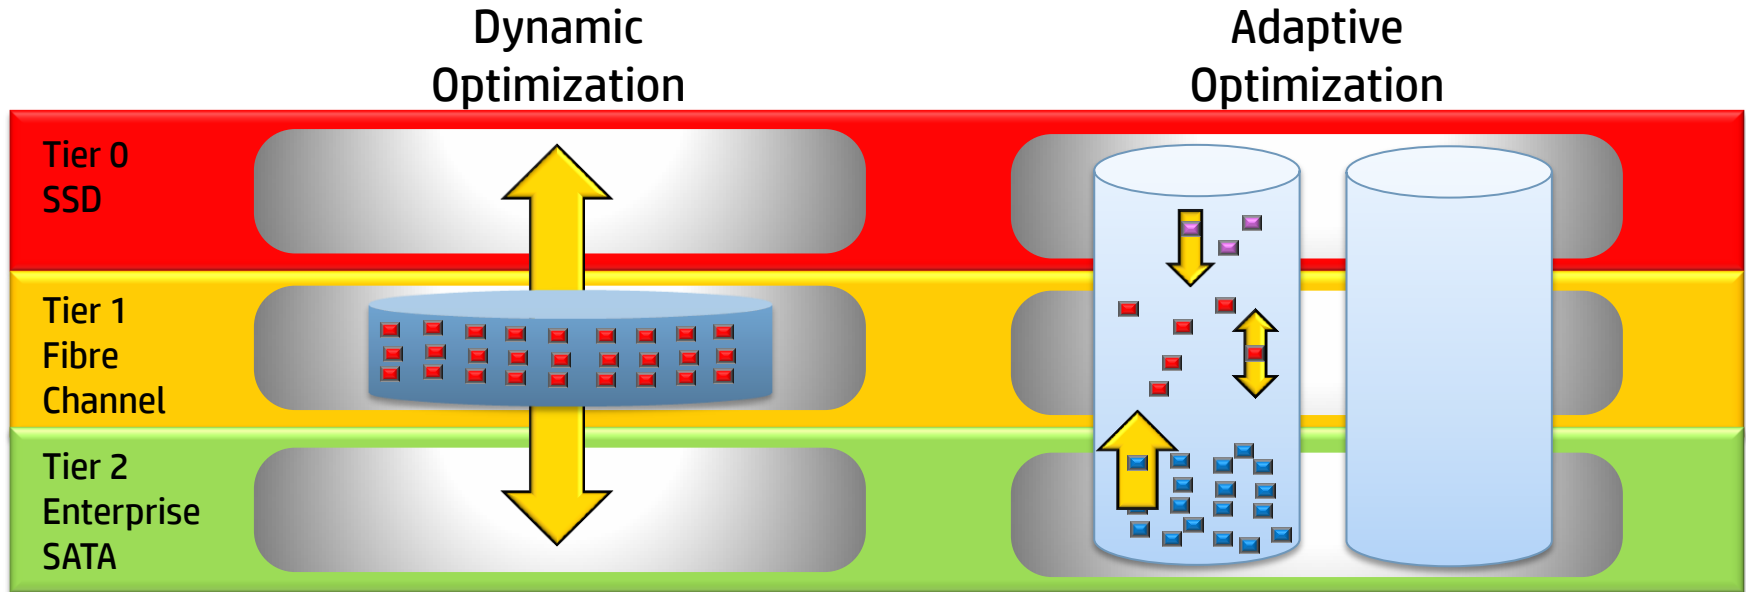 Dynamic
Optimization
Adaptive
Optimization
Tier 0
SSD
Tier 1
Fibre
Channel
Tier 2
Enterprise
SATA